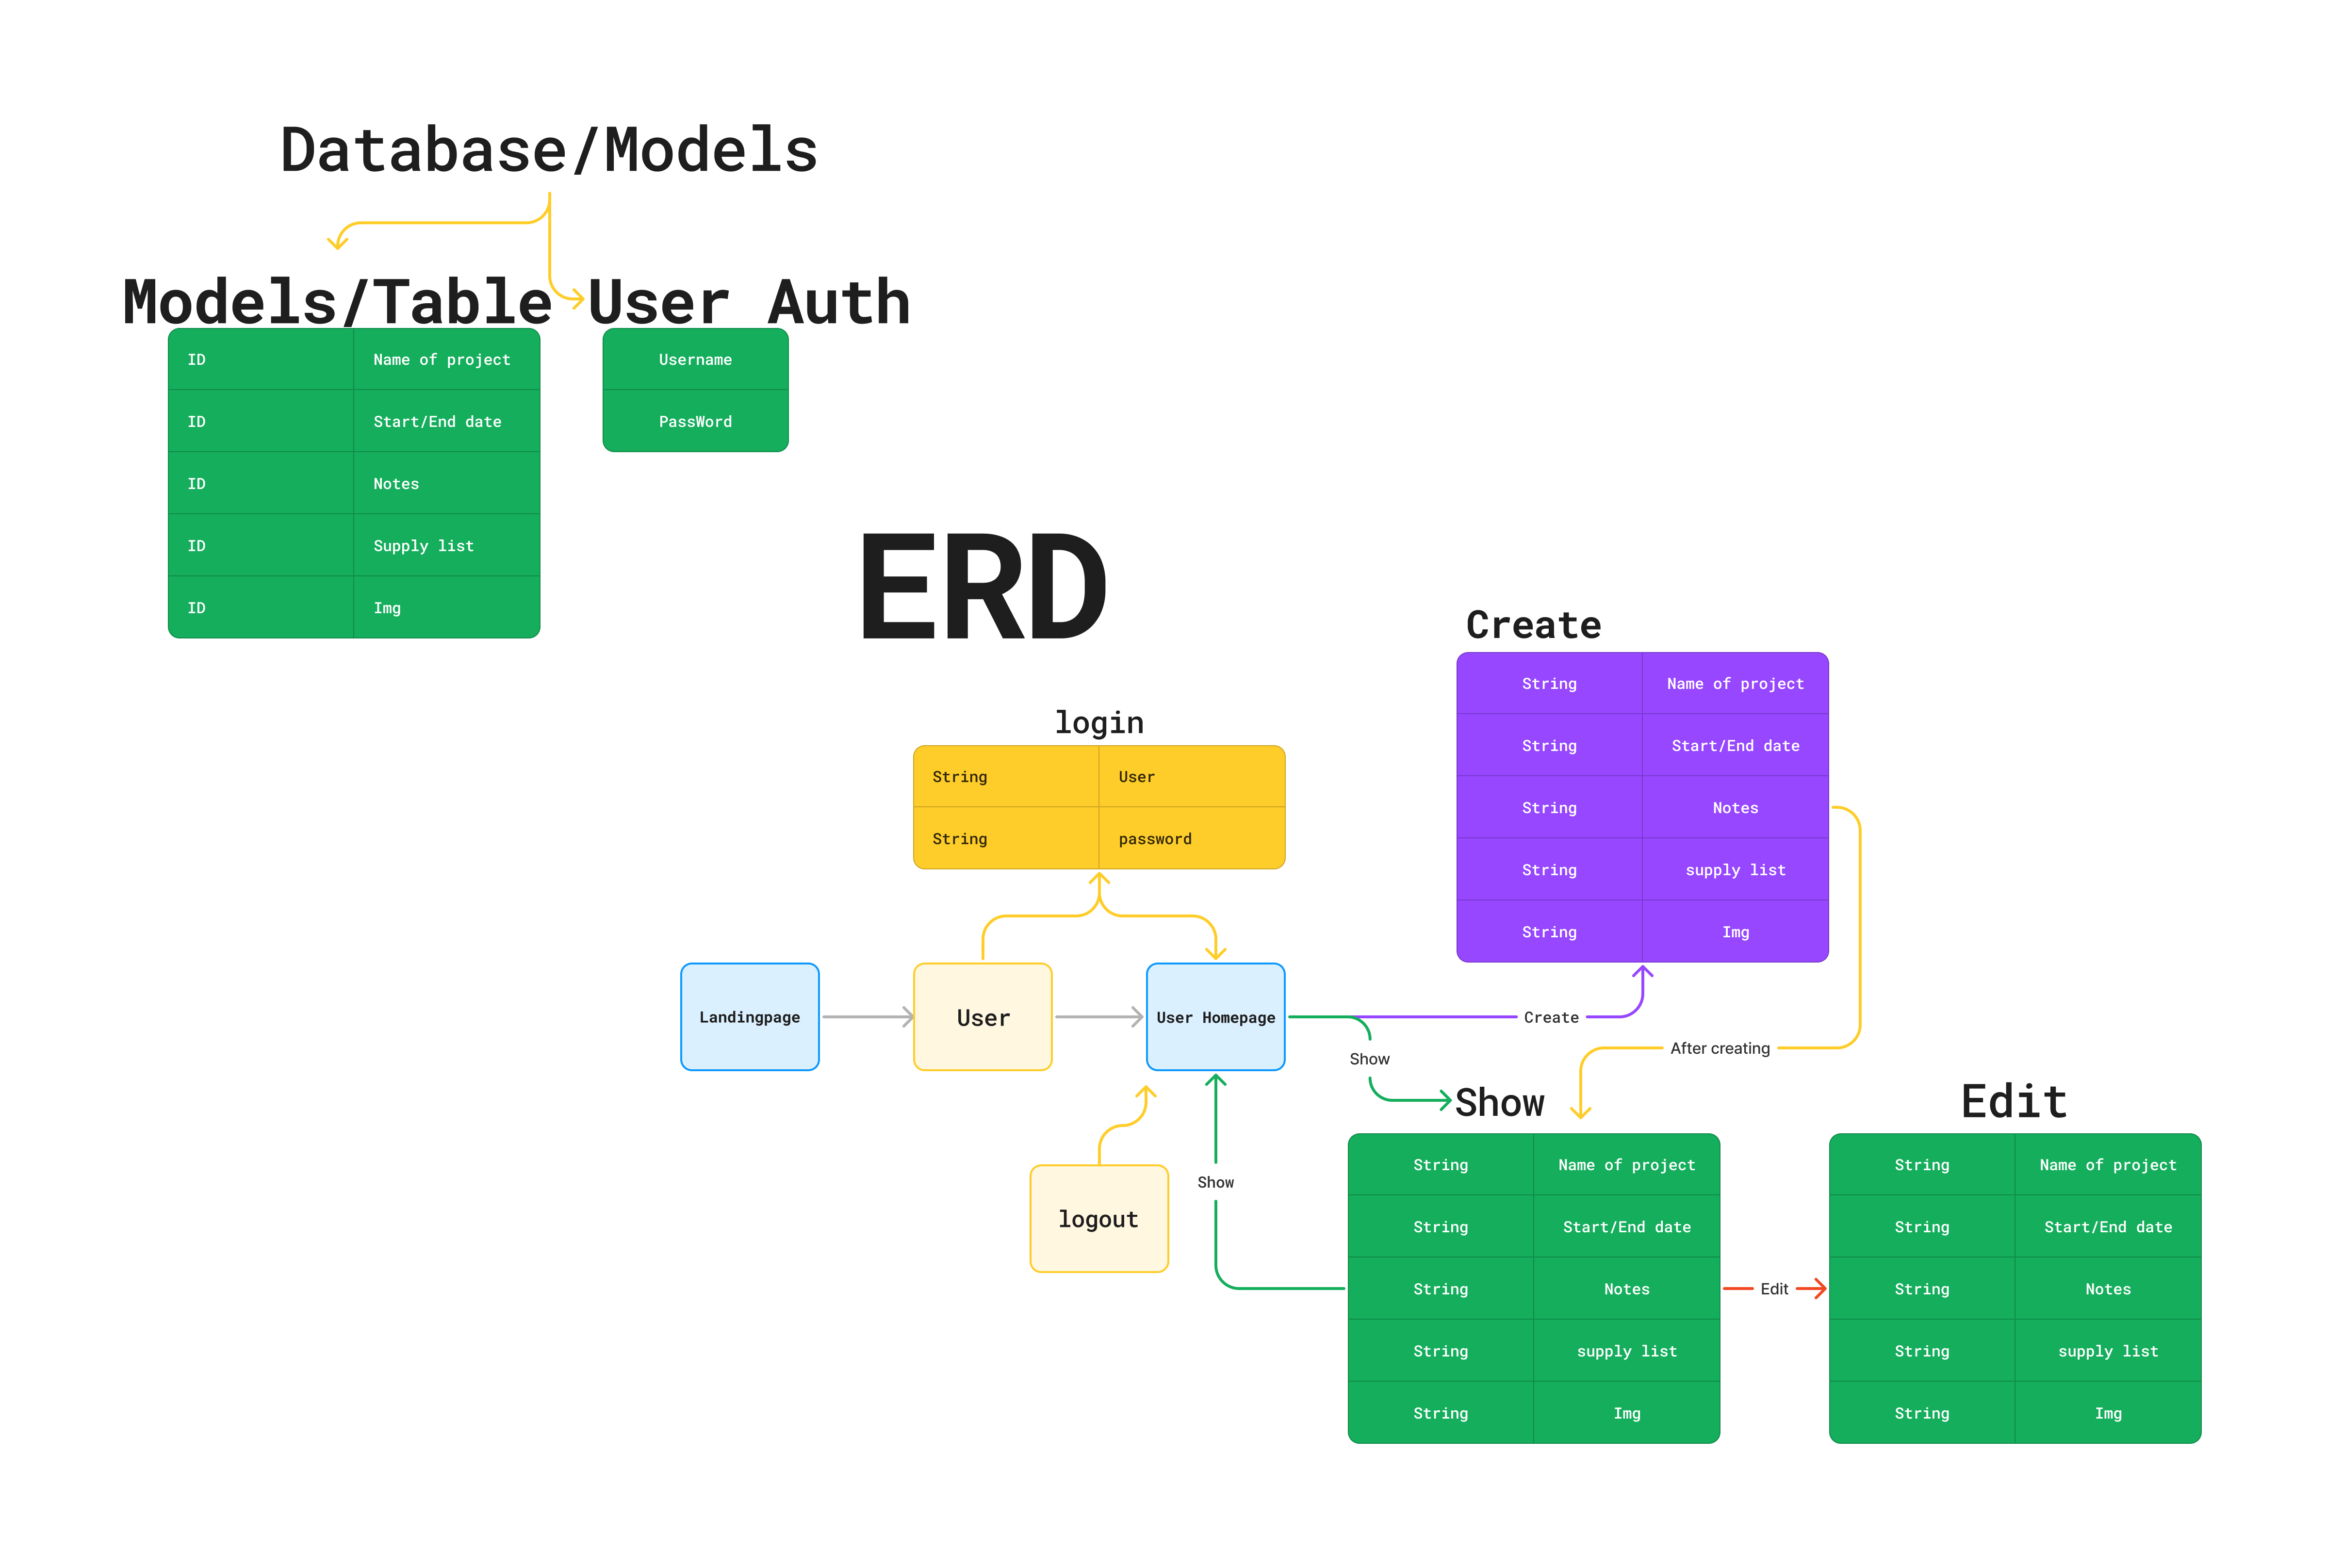 Database/Models
Models/Table
User Auth
ID Name of project
ID Start/End date
ID Notes
ID Supply list
ID Img
Username
PassWord
ERD
login
String User
String password
Landingpage
User
User Homepage
logout
Create
Show
Show
Create
String Name of project
String Start/End date
String Notes
String supply list
String Img
After creating
Show
String Name of project
String Start/End date
String Notes
String supply list
String Img
Edit
Edit
String Name of project
String Start/End date
String Notes
String supply list
String Img